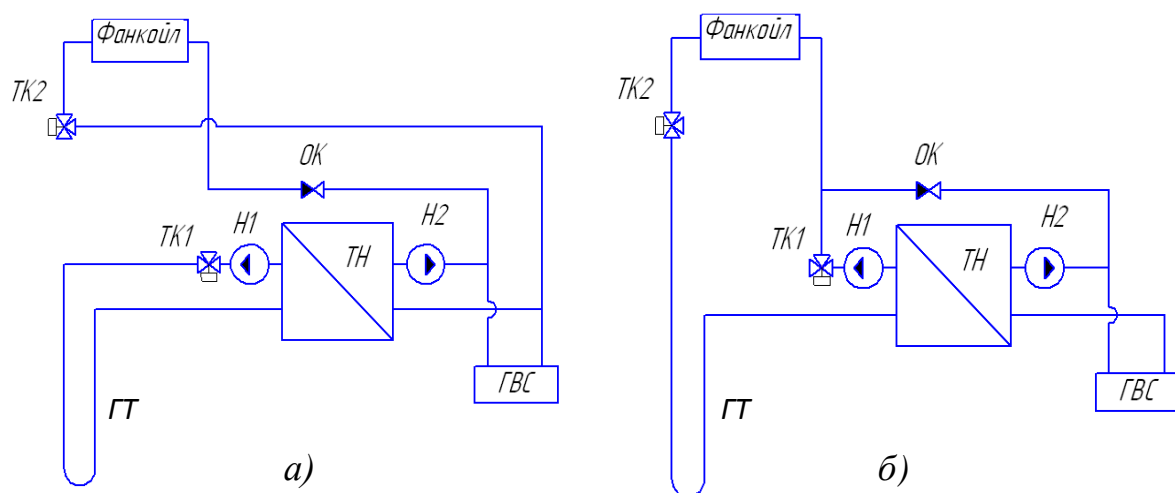 Фанкойл
ТК2
ОК
ТК1
Н1
Н2
ТН
ГВС
ГТ
а)
Фанкойл
ТК2
ОК
ТК1
Н1
Н2
ТН
ГВС
ГТ
б)